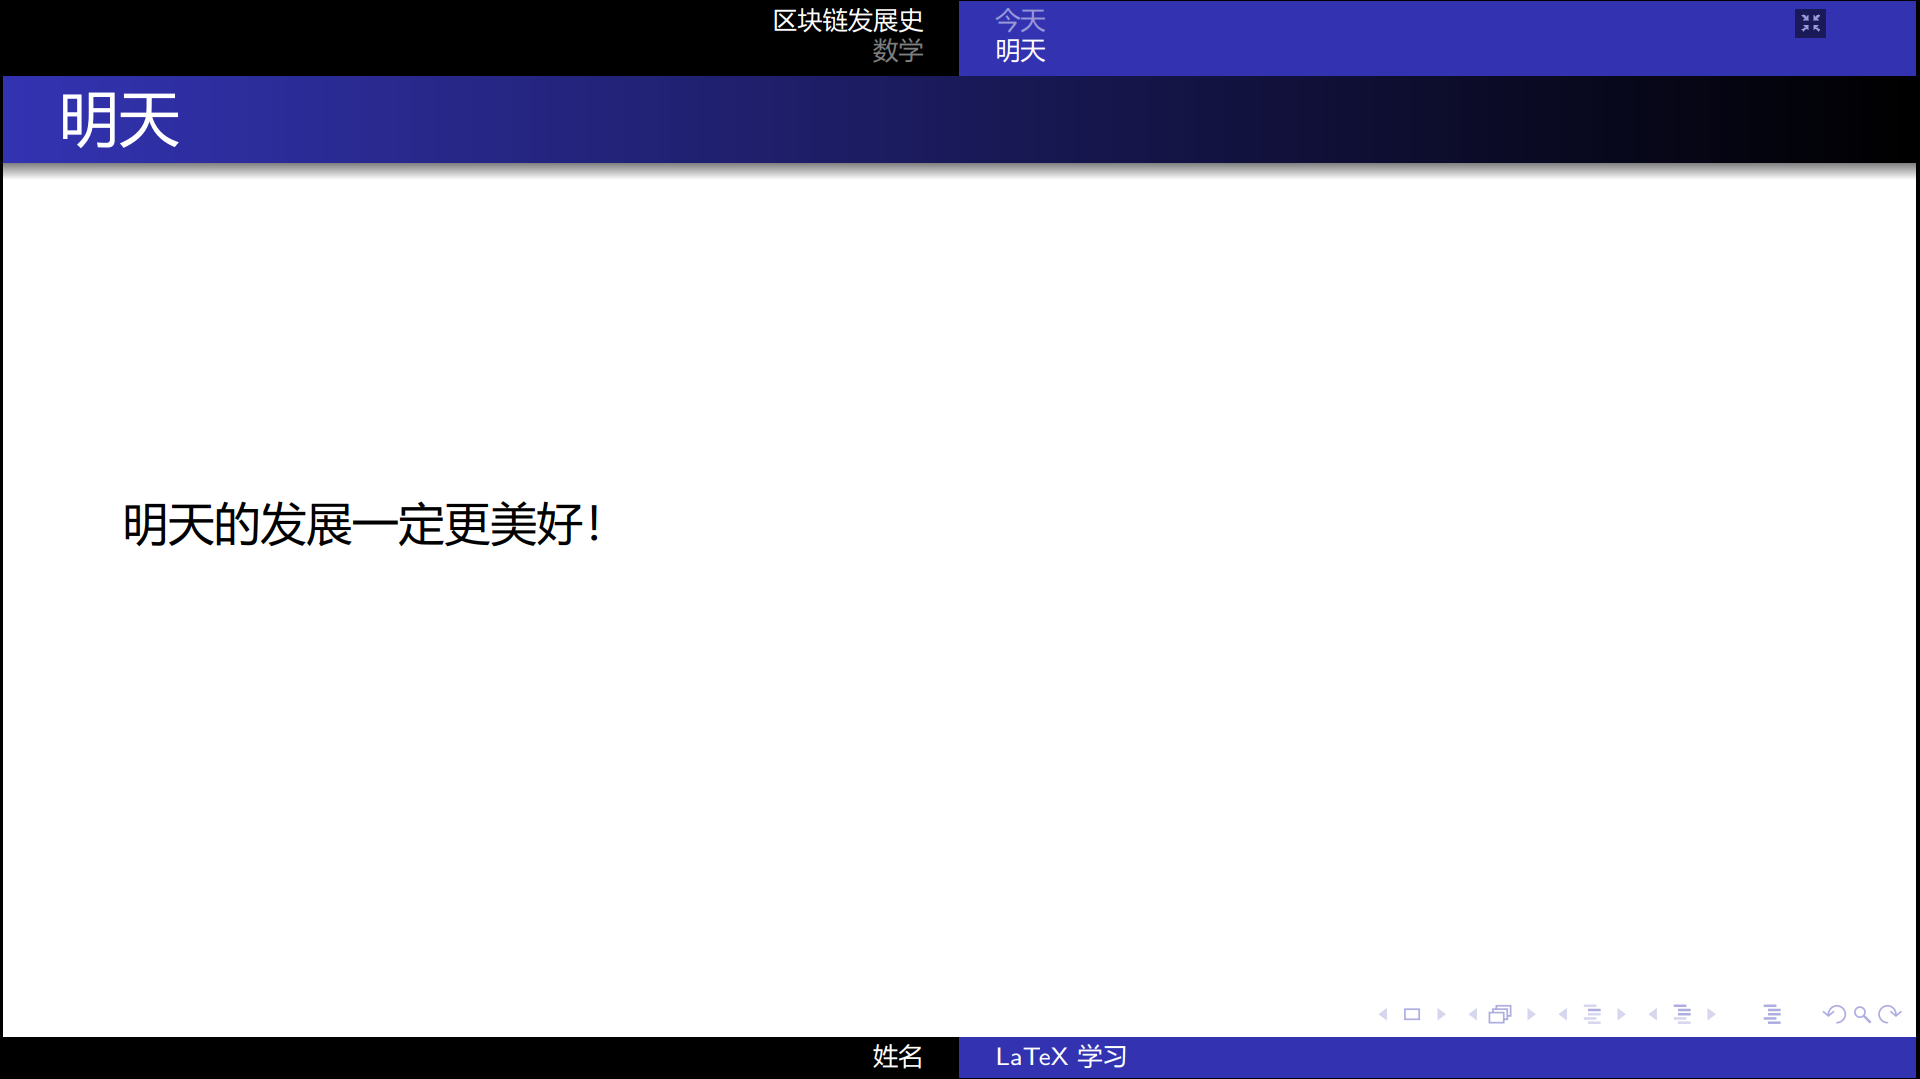 区块链发展史
数学
今天
明天
明天
明天的发展一定更美好！
姓名
LaTeX 学习